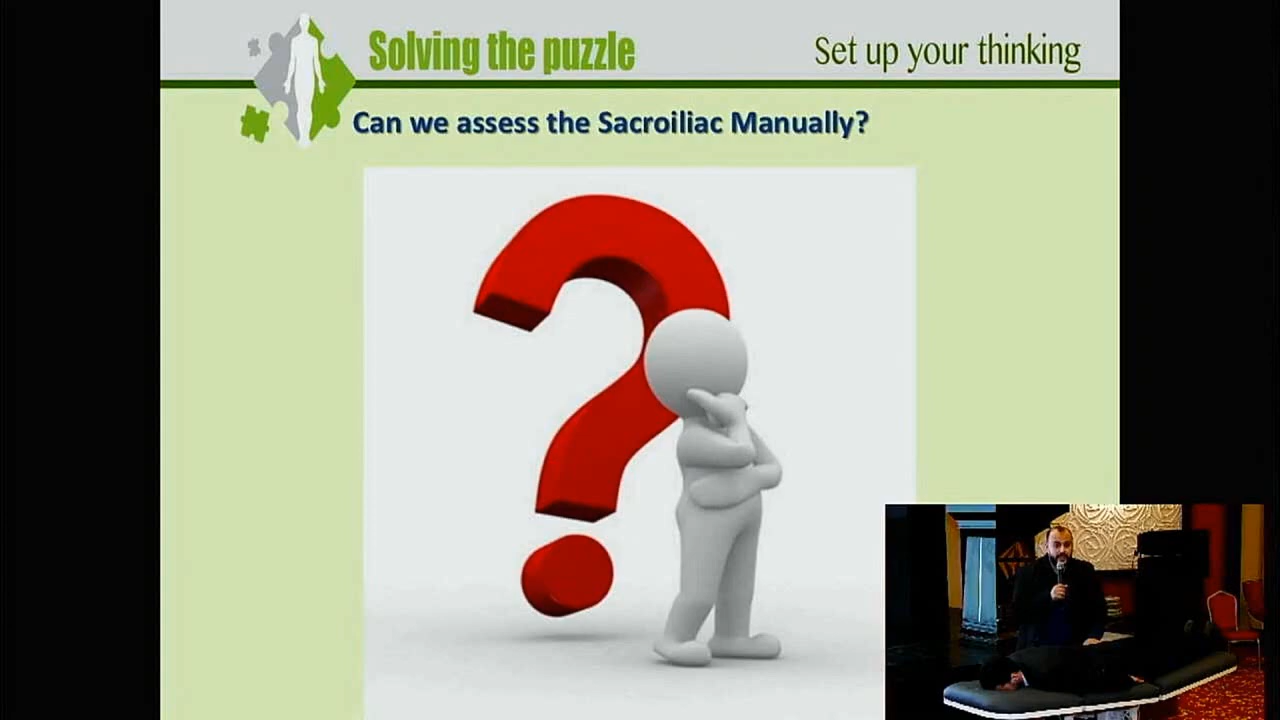 Solving the puzzle
Set up your thinking
Can we assess the Sacroiliac Manually?